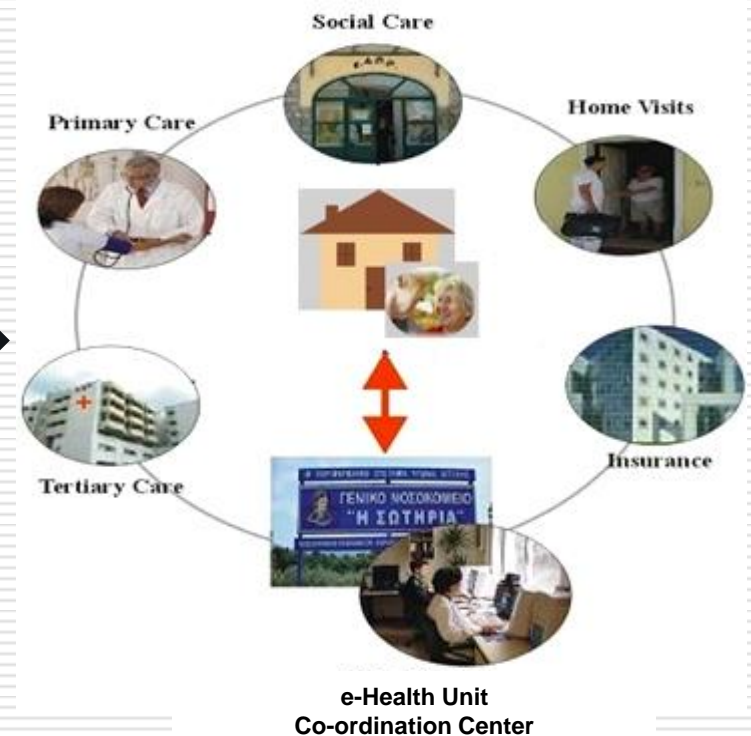 Social Care
Primary Care
Home Visits
Tertiary Care
Insurance
ΓΕΝΙΚΟ ΝΟΣΟΚΟΜΕΙΟ
"Η ΣΩΤΗΡΙΑ"
e-Health Unit
Co-ordination Center